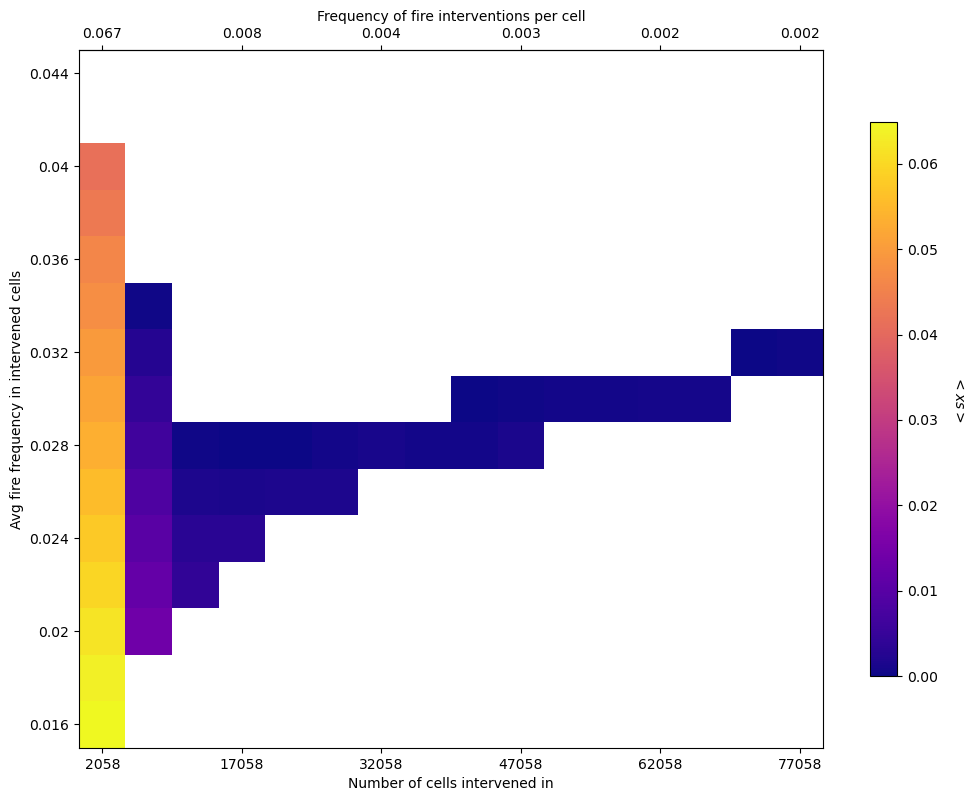 Frequency of fire interventions per cell
0.067 0.008 0.004 0.003 0.002 0.002
0.044
0.04
0.036
0.032
0.028
0.024
0.02
0.016
Avg fire frequency in intervened cells
2058 17058 32058 47058 62058 77058
Number of cells intervened in
0.06
0.05
0.04
0.03
0.02
0.01
0.00
< sx >